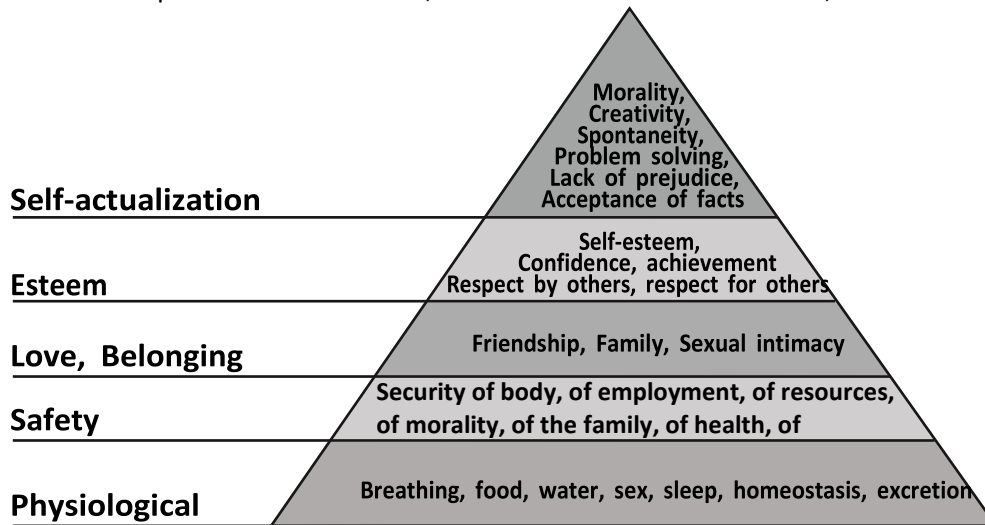 Morality,
Creativity,
Spontaneity,
Problem solving,
Lack of prejudice,
Self-actualization Acceptance of facts
Self-esteem,
Confidence, achievement
Esteem Respect by others, respect for others
Love, Belonging Friendship, Family, Sexual intimacy
Security of body, of employment, of resources,
Safety of morality, of the family, of health, of
Physiological Breathing, food, water, sex, sleep, homeostasis, excretion